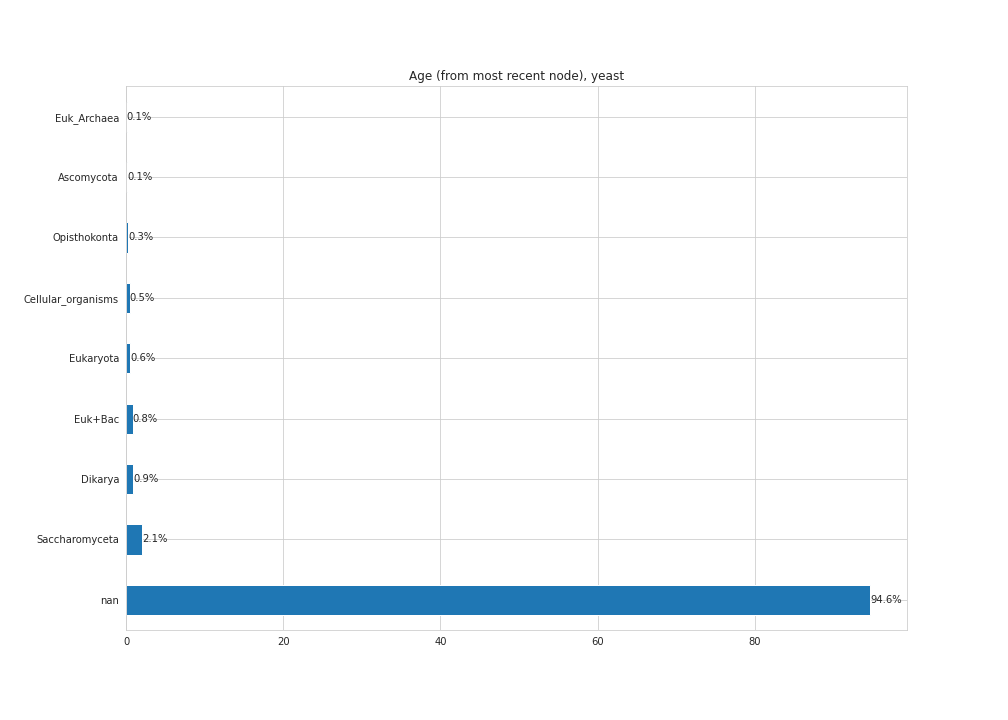 Age (from most recent node), yeast
Euk_Archaea 0.1%
Ascomycota 0.1%
Opisthokonta 0.3%
Cellular_organisms 0.5%
Eukaryota 0.6%
Euk+Bac 0.8%
Dikarya 0.9%
Saccharomyceta 2.1%
nan 94.6%
0 20 40 60 80